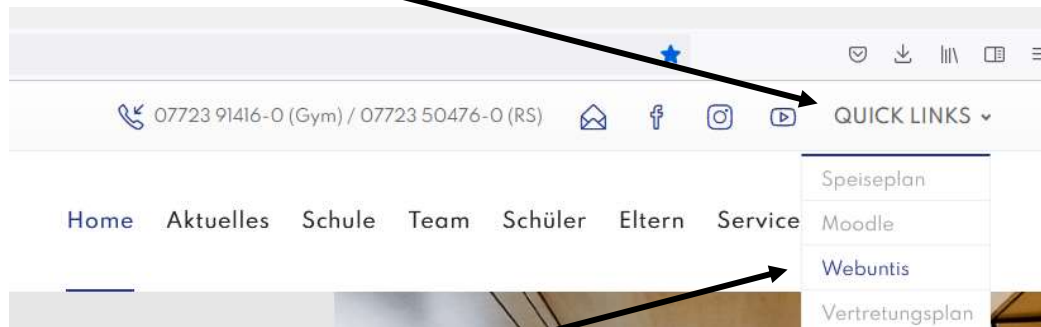 07723 91416-0 (Gym) / 07723 50476-0 (RS) QUICK LINKS
Speiseplan
Home Aktuelles Schule Team Schüler Eltern Service
Moodle
Webuntis
Vertretungsplan